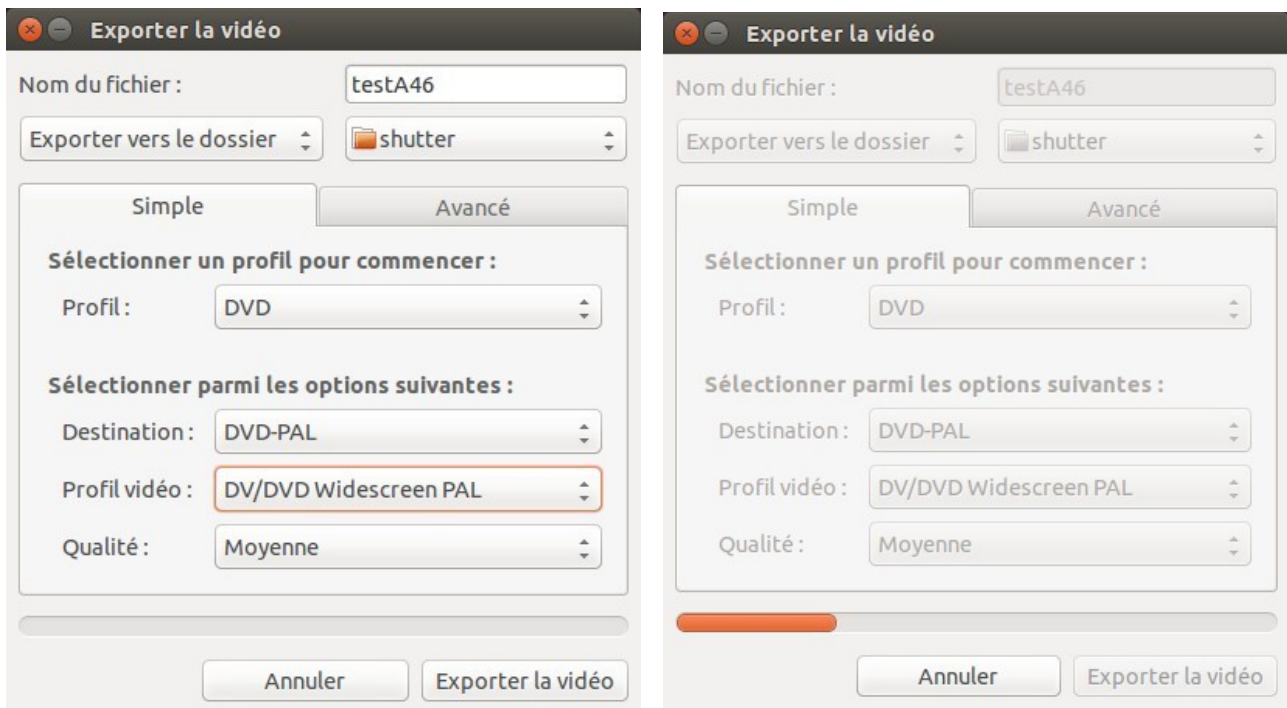 Exporter la vidéo
Nom du fichier : testA46
Exporter vers le dossier shutter
Simple Avancé
Sélectionner un profil pour commencer :
Profil : DVD
Sélectionner parmi les options suivantes :
Destination : DVD-PAL
Profil vidéo : DV/DVD Widescreen PAL
Qualité : Moyenne
Annuler Exporter la vidéo
Exporter la vidéo
Nom du fichier : testA46
Exporter vers le dossier shutter
Simple Avancé
Sélectionner un profil pour commencer :
Profil : DVD
Sélectionner parmi les options suivantes :
Destination : DVD-PAL
Profil vidéo : DV/DVD Widescreen PAL
Qualité : Moyenne
Annuler Exporter la vidéo